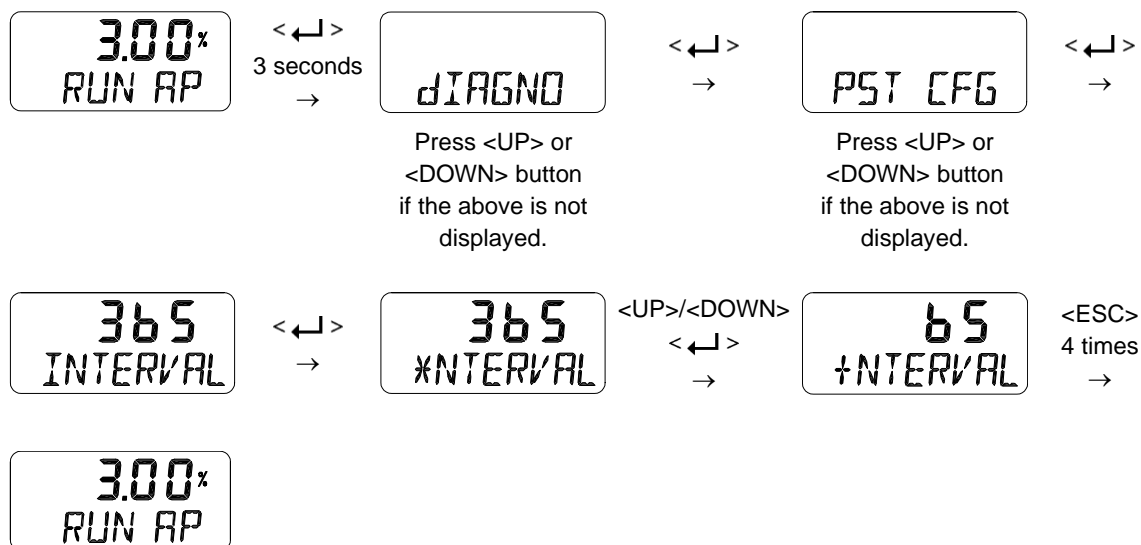 3.00%
RUN AP
< ↵ >
3 seconds
→
dIAGNO
Press <UP> or
<DOWN> button
if the above is not
displayed.
< ↵ >
→
PST CFG
Press <UP> or
<DOWN> button
if the above is not
displayed.
< ↵ >
→
365
INTERVAL
< ↵ >
→
365
*NTERVAL
<UP>/<DOWN>
< ↵ >
→
65
+NTERVAL
<ESC>
4 times
→
3.00%
RUN AP